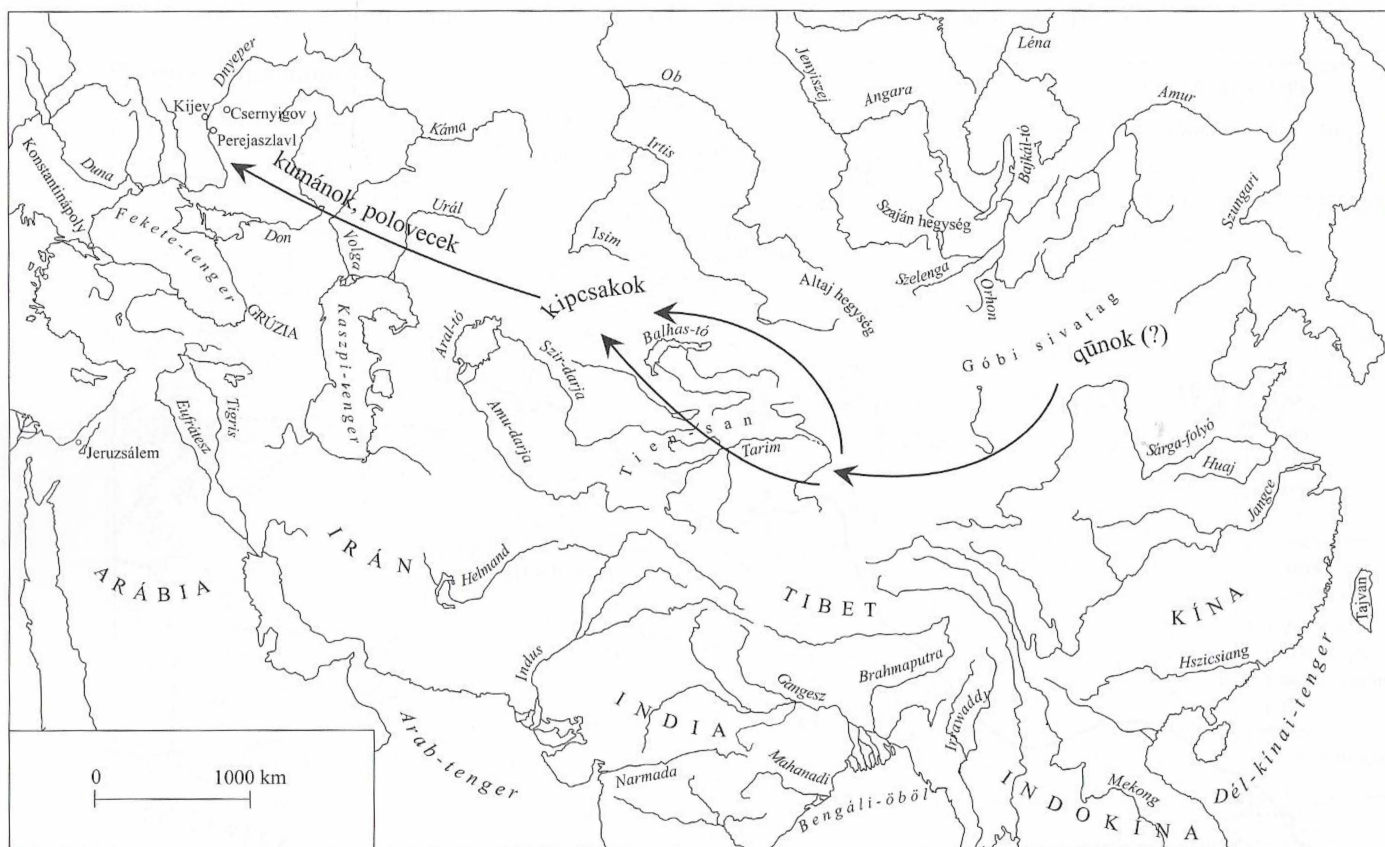 Dnyeper
Kijev
Csernyigov
Perejaszlavl
Káma
Ob
Irtis
Jenyiszej
Angara
Léna
Bajkál-tó
Amur
Szungari
Konstantinápoly
Duna
Fekete-tenger
kumánok, polovecek
Urál
Don
Volga
Isim
Szaján hegység
Szelenga
Orhon
Altaj hegység
kipcsakok
Góbi sivatag
qūnok (?)
GRÚZIA
Kaszpi-tenger
Aral-tó
Szir-darja
Balhas-tó
Amu-darja
Tien-san
Tarim
Sárga-folyó
Huaj
Jangce
Jeruzsálem
Eufrátesz
Tigris
ARÁBIA
IRÁN
Helmand
TIBET
KÍNA
Tajvan
Indus
INDIA
Gangesz
Brahmaputra
Irrawaddy
Hszicsiang
Arab-tenger
Narmada
Mahanadi
Bengáli-öböl
INDOKÍNA
Mekong
Dél-kínai-tenger
0 1000 km